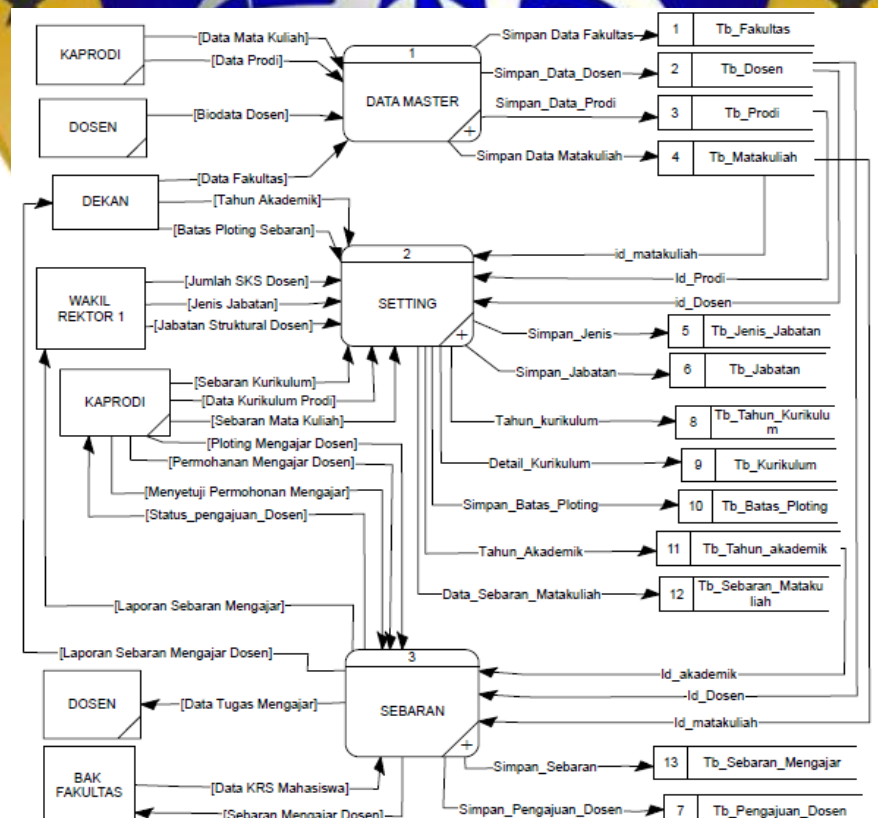 KAPRODI
[Data Mata Kuliah]
[Data Prodi]
1
DATA MASTER
+
Simpan Data Fakultas
1 Tb_Fakultas
Simpan_Data_Dosen
2 Tb_Dosen
Simpan_Data_Prodi
3 Tb_Prodi
Simpan Data Matakuliah
4 Tb_Matakuliah
DOSEN
[Biodata Dosen]
DEKAN
[Data Fakultas]
[Tahun Akademik]
[Batas Ploting Sebaran]
2
SETTING
+
id_matakuliah
Id_Prodi
id_Dosen
WAKIL
REKTOR 1
[Jumlah SKS Dosen]
[Jenis Jabatan]
[Jabatan Struktural Dosen]
Simpan_Jenis
5 Tb_Jenis_Jabatan
Simpan_Jabatan
6 Tb_Jabatan
KAPRODI
[Sebaran Kurikulum]
[Data Kurikulum Prodi]
[Sebaran Mata Kuliah]
[Ploting Mengajar Dosen]
[Permohanan Mengajar Dosen]
[Menyetuji Permohonan Mengajar]
[Status_pengajuan_Dosen]
Tahun_kurikulum
8 Tb_Tahun_Kurikulu
m
Detail_Kurikulum
9 Tb_Kurikulum
Simpan_Batas_Ploting
10 Tb_Batas_Ploting
Tahun_Akademik
11 Tb_Tahun_akademik
Data_Sebaran_Matakuliah
12 Tb_Sebaran_Mataku
liah
[Laporan Sebaran Mengajar]
[Laporan Sebaran Mengajar Dosen]
3
SEBARAN
+
Id_akademik
Id_Dosen
Id_matakuliah
DOSEN
[Data Tugas Mengajar]
BAK
FAKULTAS
[Data KRS Mahasiswa]
[Sebaran Mengajar Dosen]
Simpan_Sebaran
13 Tb_Sebaran_Mengajar
Simpan_Pengajuan_Dosen
7 Tb_Pengajuan_Dosen